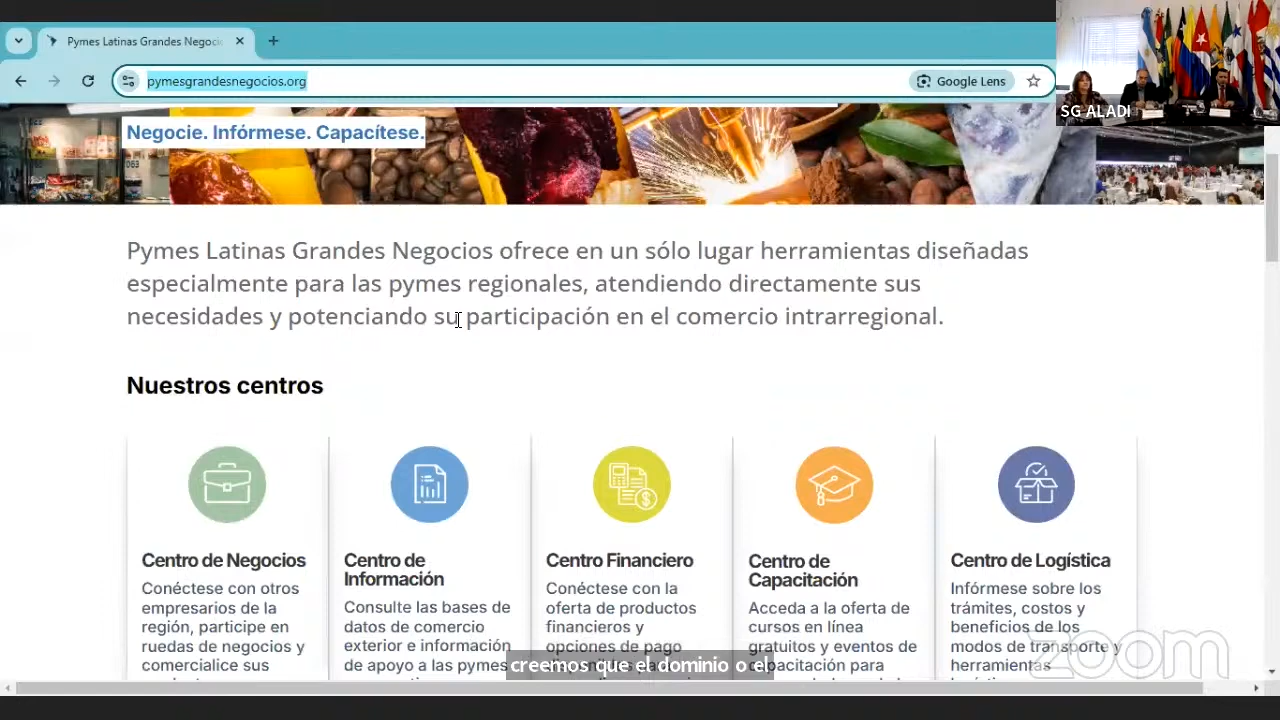 Pymes Latinas Grandes Negoci
pymesgrandesnegocios.org
Google Lens
SG ALADI
Negocie. Infórmese. Capacítese.
Pymes Latinas Grandes Negocios ofrece en un sólo lugar herramientas diseñadas
especialmente para las pymes regionales, atendiendo directamente sus
necesidades y potenciando su participación en el comercio intrarregional.
Nuestros centros
Centro de Negocios
Conéctese con otros
empresarios de la
región, participe en
ruedas de negocios y
comercialice sus
Centro de
Información
Consulte las bases de
datos de comercio
exterior e información
de apoyo a las pymes
Centro Financiero
Conéctese con la
oferta de productos
financieros y
opciones de pago
Centro de
Capacitación
Acceda a la oferta de
cursos en línea
gratuitos y eventos de
capacitación para
Centro de Logística
Infórmese sobre los
trámites, costos y
beneficios de los
modos de transporte y
herramientas
creemos que el dominio o el
zoom